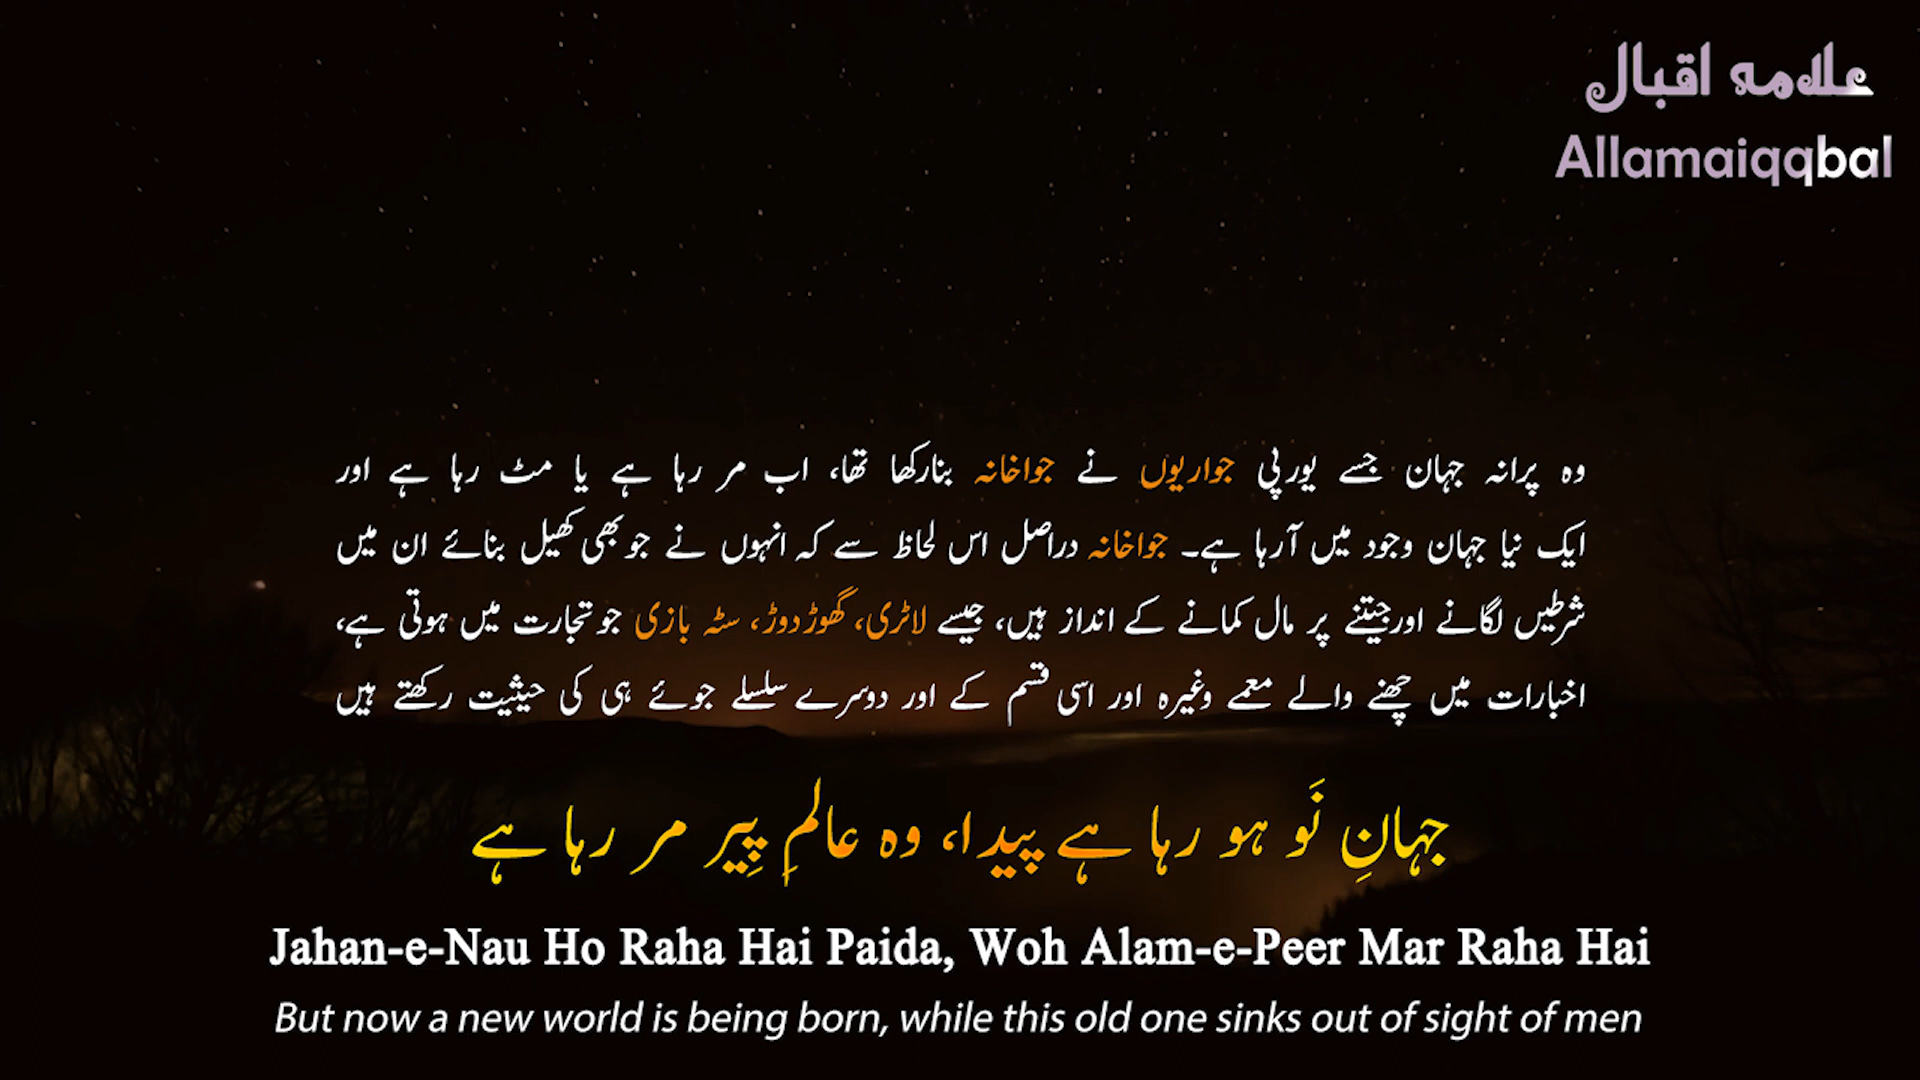 علامہ اقبال
Allamaiqqbal
وہ پرانہ جہان جسے یورپی جواریوں نے جواخانہ بنارکھا تھا، اب مر رہا ہے یا مٹ رہا ہے اور
ایک نیا جہان وجود میں آرہا ہے۔ جواخانہ دراصل اس لحاظ سے کہ انہوں نے جو بھی کھیل بنائے ان میں
شرطیں لگانے اور جیتنے پر مال کمانے کے انداز ہیں، جیسے لاٹری، گھوڑ دوڑ، سٹہ بازی جو تجارت میں ہوتی ہے،
اخبارات میں چھپنے والے معمے وغیرہ اور اسی قسم کے اور دوسرے سلسلے جوئے ہی کی حیثیت رکھتے ہیں
جہانِ نَو ہو رہا ہے پیدا، وہ عالمِ پِیر مر رہا ہے
Jahan-e-Nau Ho Raha Hai Paida, Woh Alam-e-Peer Mar Raha Hai
But now a new world is being born, while this old one sinks out of sight of men